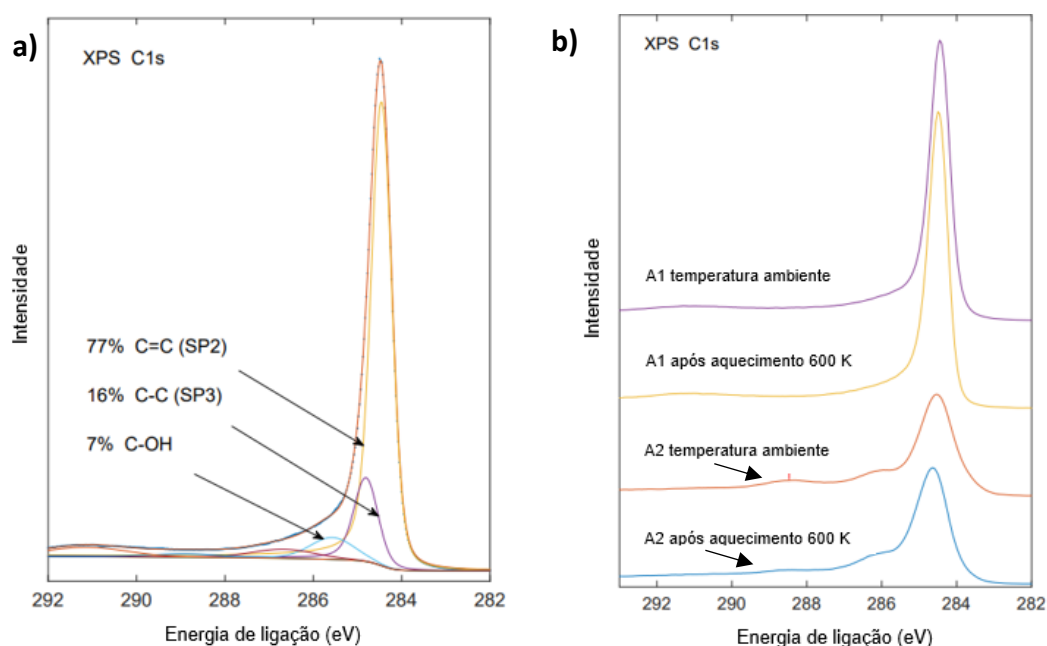 a)
XPS C1s
Intensidade
77% C=C (SP2)
16% C-C (SP3)
7% C-OH
292 290 288 286 284 282
Energia de ligação (eV)
b)
XPS C1s
Intensidade
A1 temperatura ambiente
A1 após aquecimento 600 K
A2 temperatura ambiente
A2 após aquecimento 600 K
292 290 288 286 284 282
Energia de ligação (eV)